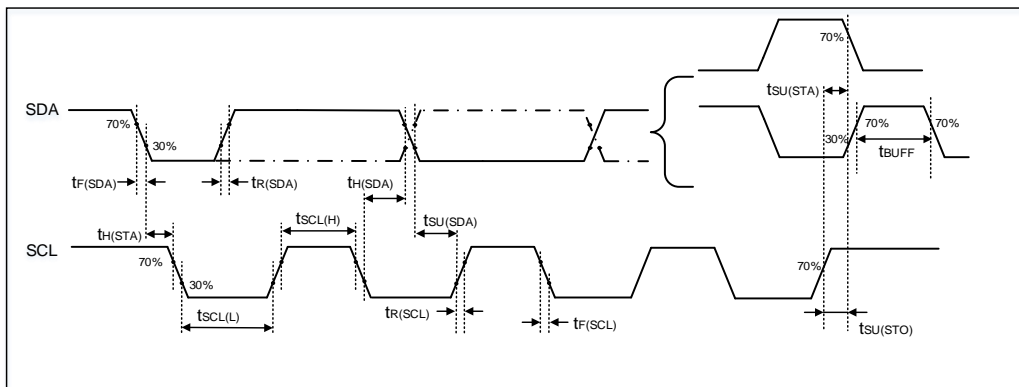 70%
tSU(STA)
SDA
70%
30%
30%
70%
70%
tBUFF
tF(SDA)
tR(SDA)
tH(SDA)
tH(STA)
tSCL(H)
tSU(SDA)
SCL
70%
30%
70%
tSCL(L)
tR(SCL)
tF(SCL)
tSU(STO)